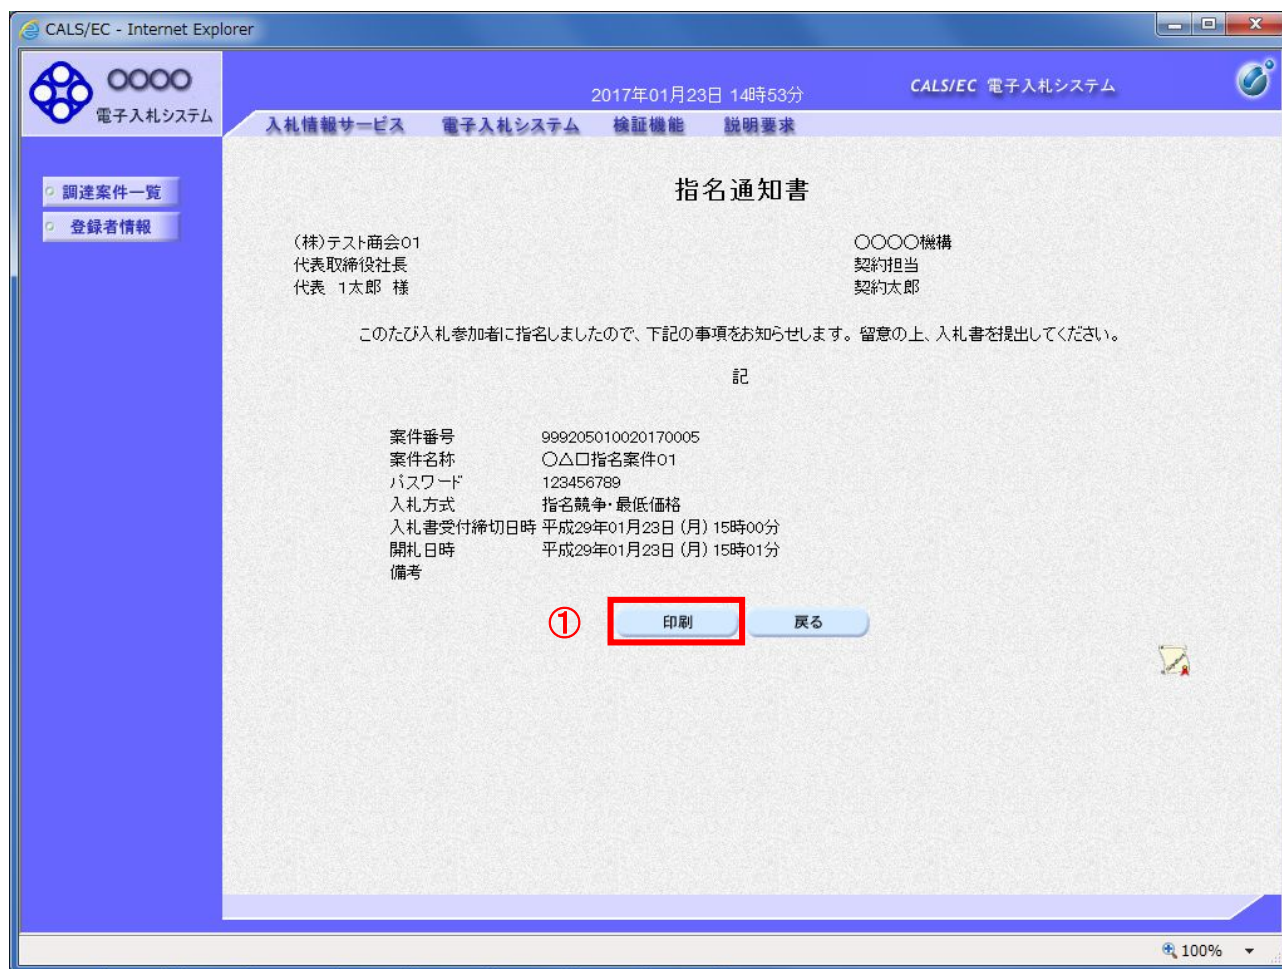 CALS/EC - Internet Explorer
〇〇〇〇
電子入札システム
2017年01月23日 14時53分
CALS/EC 電子入札システム
入札情報サービス 電子入札システム 検証機能 説明要求
調達案件一覧
登録者情報
指名通知書
(株)テスト商会01
代表取締役社長
代表 1太郎 様
〇〇〇〇機構
契約担当
契約太郎
このたび入札参加者に指名しましたので、下記の事項をお知らせします。留意の上、入札書を提出してください。
記
案件番号 999205010020170005
案件名称 〇△口指名案件01
パスワード 123456789
入札方式 指名競争・最低価格
入札書受付締切日時 平成29年01月23日(月)15時00分
開札日時 平成29年01月23日(月)15時01分
備考
① 印刷 戻る
100%